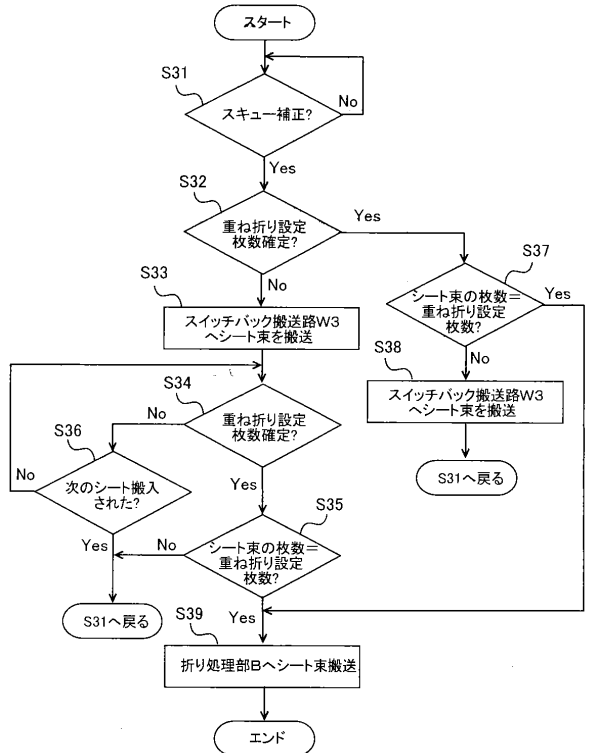 スタート
S31
スキュー補正?
No
Yes
S32
重ね折り設定
枚数確定?
Yes
No
S37
シート束の枚数＝
重ね折り設定
枚数?
Yes
No
S33
スイッチバック搬送路W3
へシート束を搬送
S38
スイッチバック搬送路W3
へシート束を搬送
S31へ戻る
S34
重ね折り設定
枚数確定?
No
Yes
S36
次のシート搬入
された?
No
Yes
S31へ戻る
S35
シート束の枚数＝
重ね折り設定
枚数?
No
Yes
S39
折り処理部Bへシート束搬送
エンド